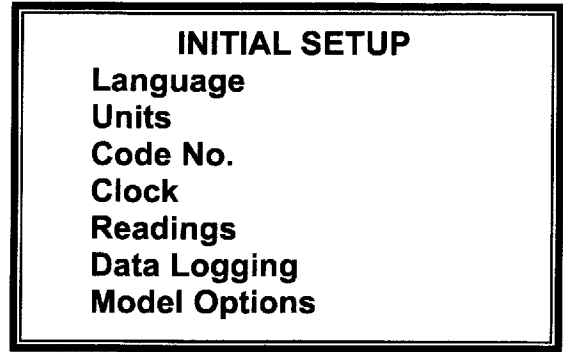 INITIAL SETUP
Language
Units
Code No.
Clock
Readings
Data Logging
Model Options